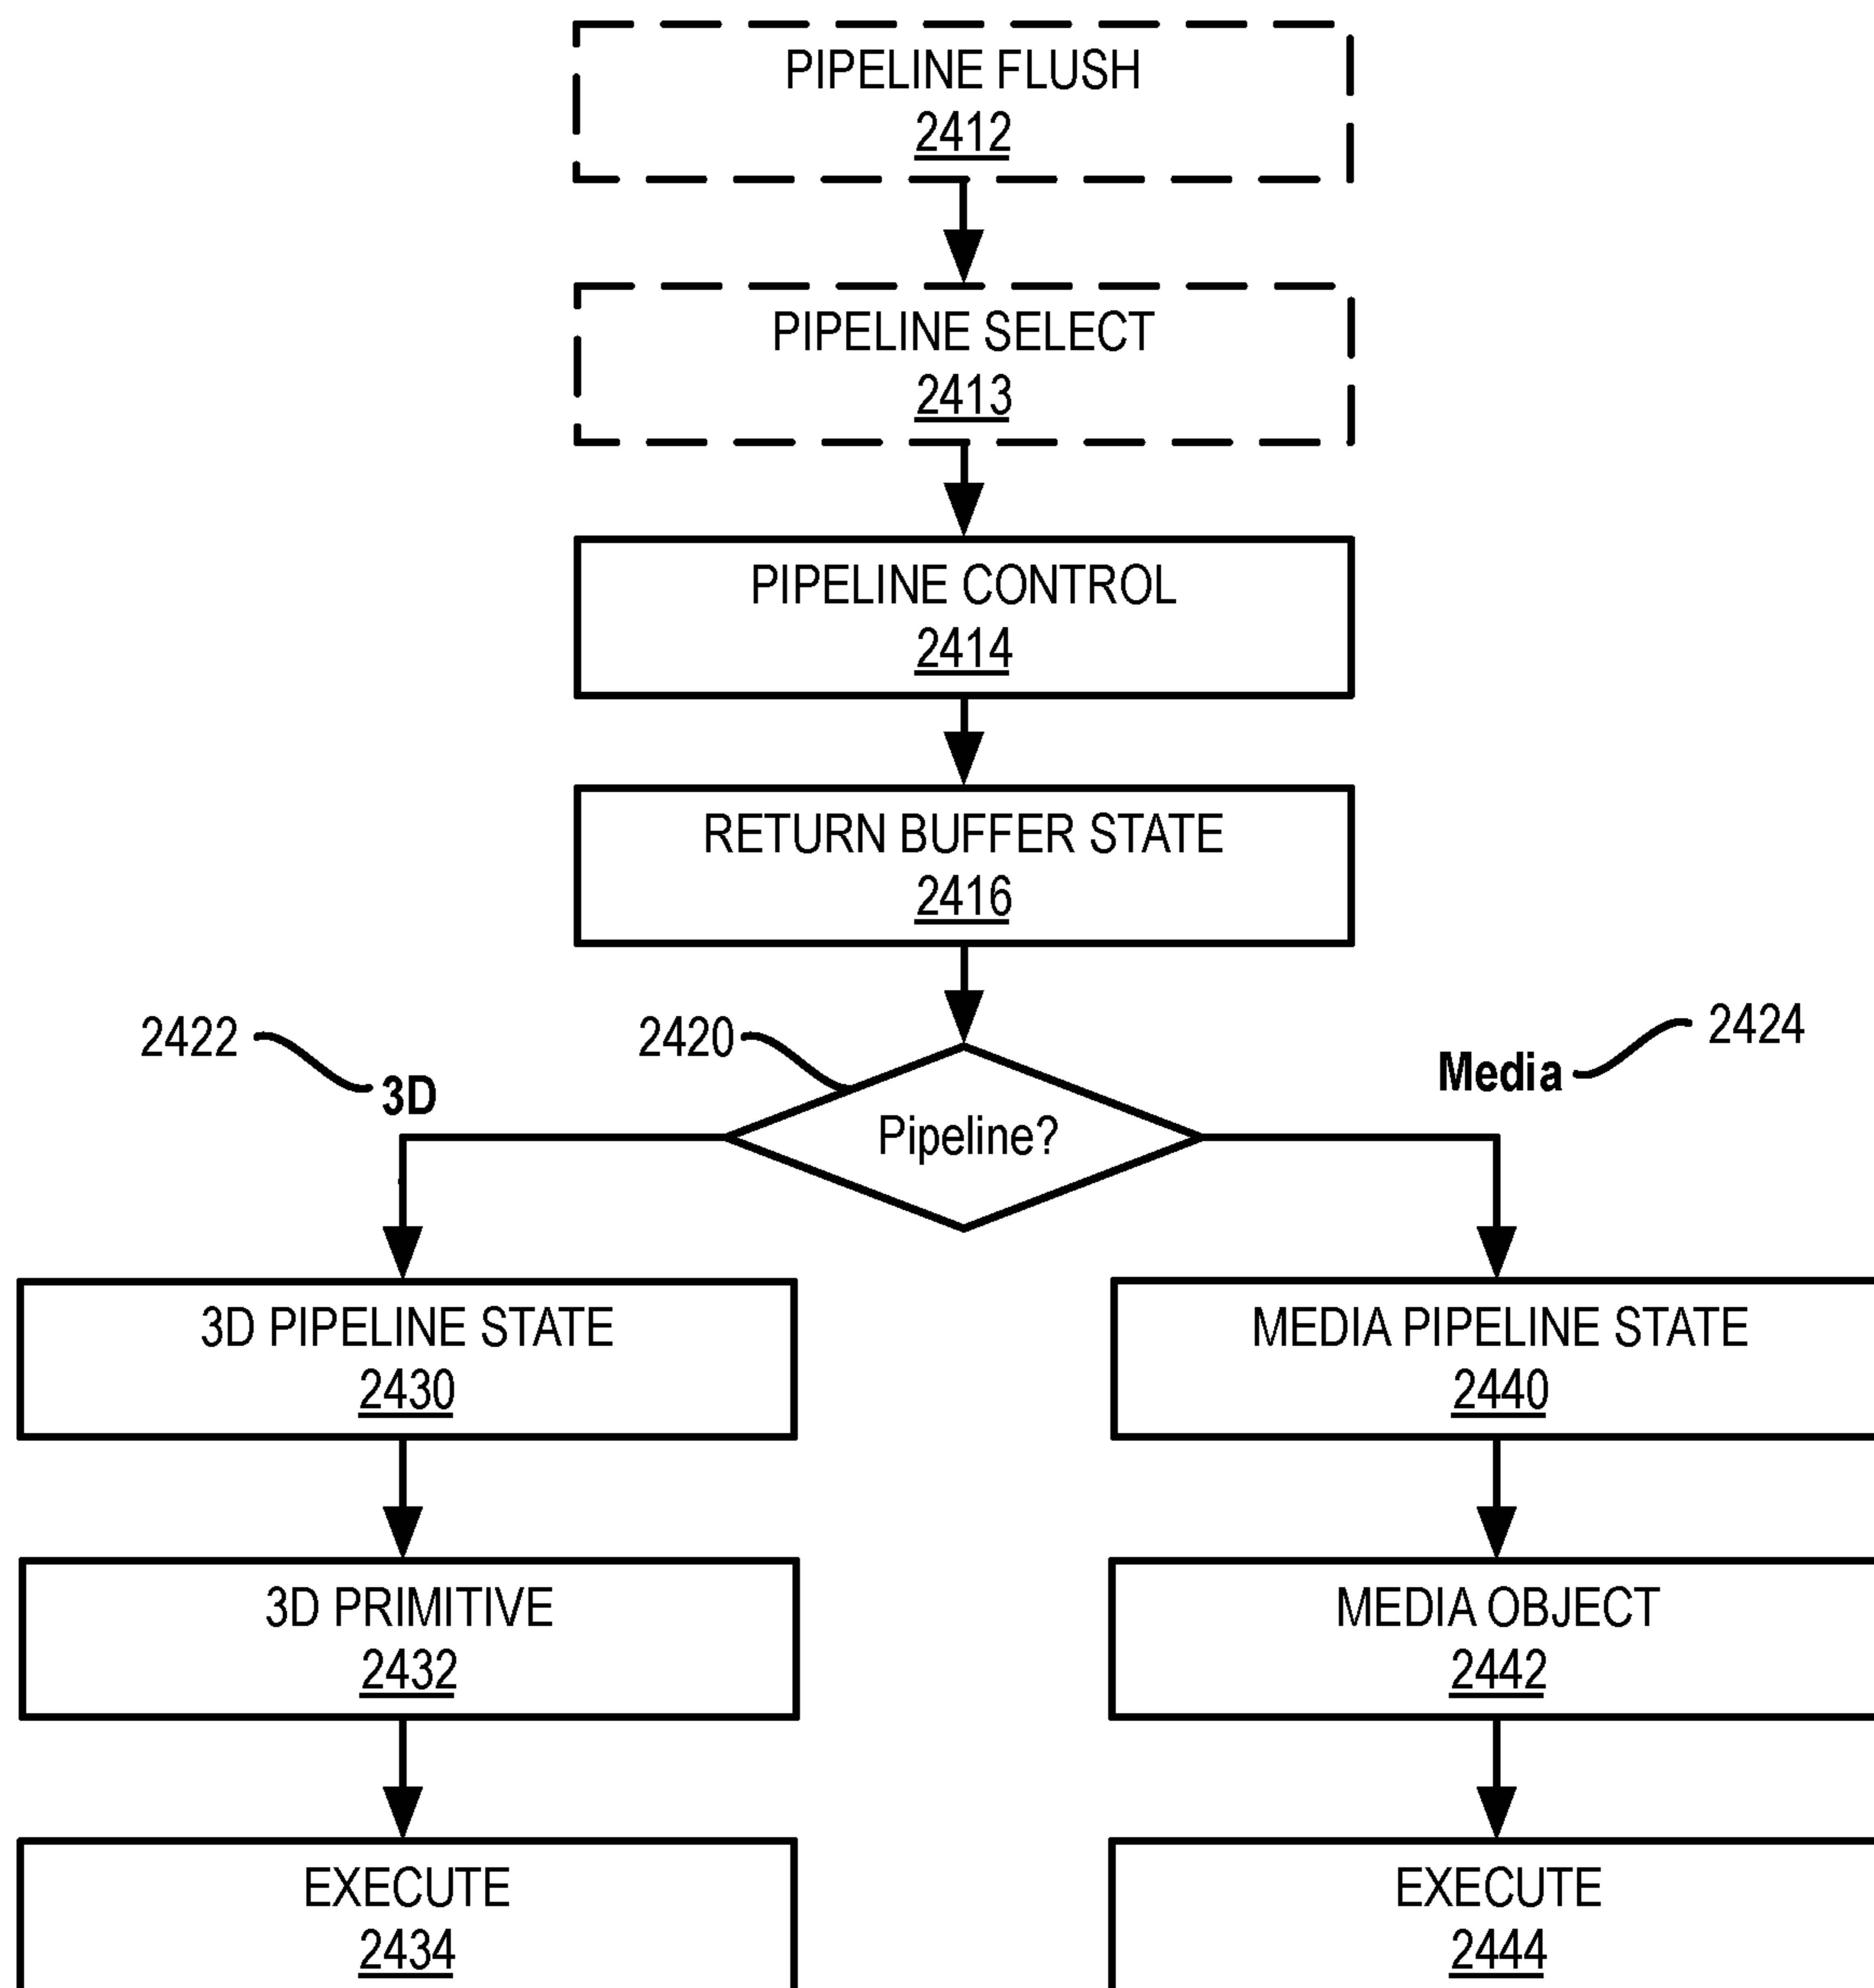 PIPELINE FLUSH
2412
PIPELINE SELECT
2413
PIPELINE CONTROL
2414
RETURN BUFFER STATE
2416
2422
3D
2420
Pipeline?
Media
2424
3D PIPELINE STATE
2430
MEDIA PIPELINE STATE
2440
3D PRIMITIVE
2432
MEDIA OBJECT
2442
EXECUTE
2434
EXECUTE
2444